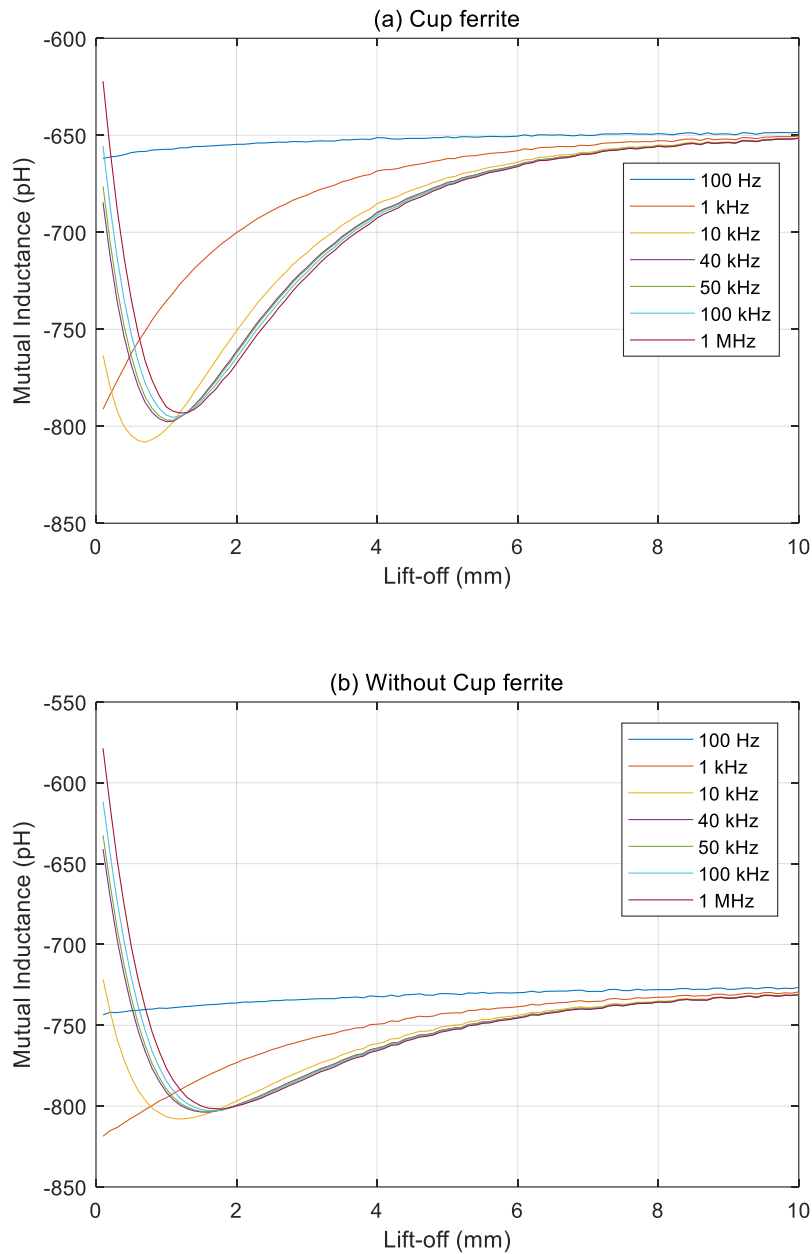 (a) Cup ferrite
-600
-650
-700
-750
-800
-850
Mutual Inductance (pH)
100 Hz
1 kHz
10 kHz
40 kHz
50 kHz
100 kHz
1 MHz
0 2 4 6 8 10
Lift-off (mm)
(b) Without Cup ferrite
-550
-600
-650
-700
-750
-800
-850
Mutual Inductance (pH)
100 Hz
1 kHz
10 kHz
40 kHz
50 kHz
100 kHz
1 MHz
0 2 4 6 8 10
Lift-off (mm)